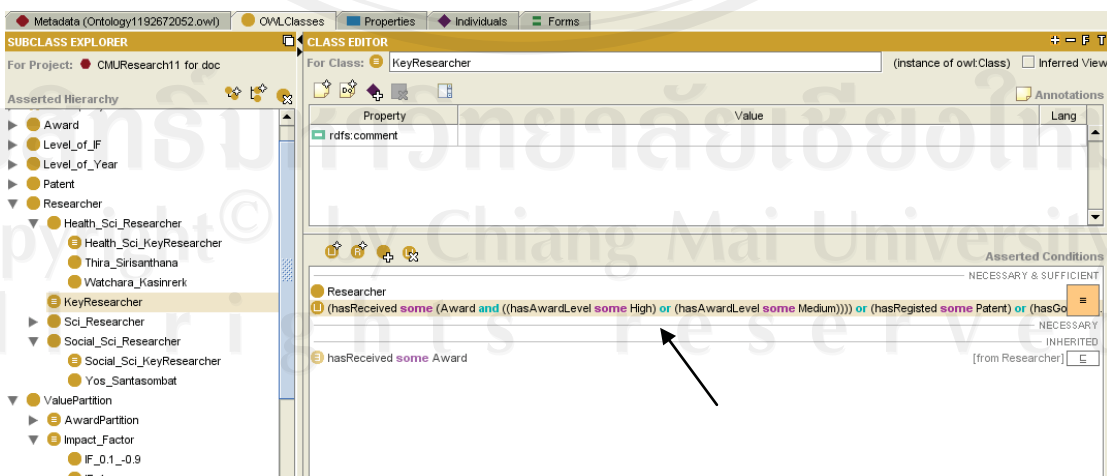 Metadata (Ontology1192672052.owl) OWLClasses Properties Individuals Forms
SUBCLASS EXPLORER
For Project: CMUResearch11 for doc
Asserted Hierarchy
Award
Level_of_IF
Level_of_Year
Patent
Researcher
Health_Sci_Researcher
Health_Sci_KeyResearcher
Thira_Sirisanthana
Watchara_Kasinrerk
KeyResearcher
Sci_Researcher
Social_Sci_Researcher
Social_Sci_KeyResearcher
Yos_Santasombat
ValuePartition
AwardPartition
Impact_Factor
IF_0.1_-0.9
CLASS EDITOR + − F T
For Class: KeyResearcher (instance of owl:Class) Inferred View
Annotations
Property Value Lang
rdfs:comment
Asserted Conditions
NECESSARY & SUFFICIENT
Researcher
(hasReceived some (Award and ((hasAwardLevel some High) or (hasAwardLevel some Medium)))) or (hasRegisted some Patent) or (hasGo
NECESSARY
INHERITED
hasReceived some Award [from Researcher]
by Chiang Mai University